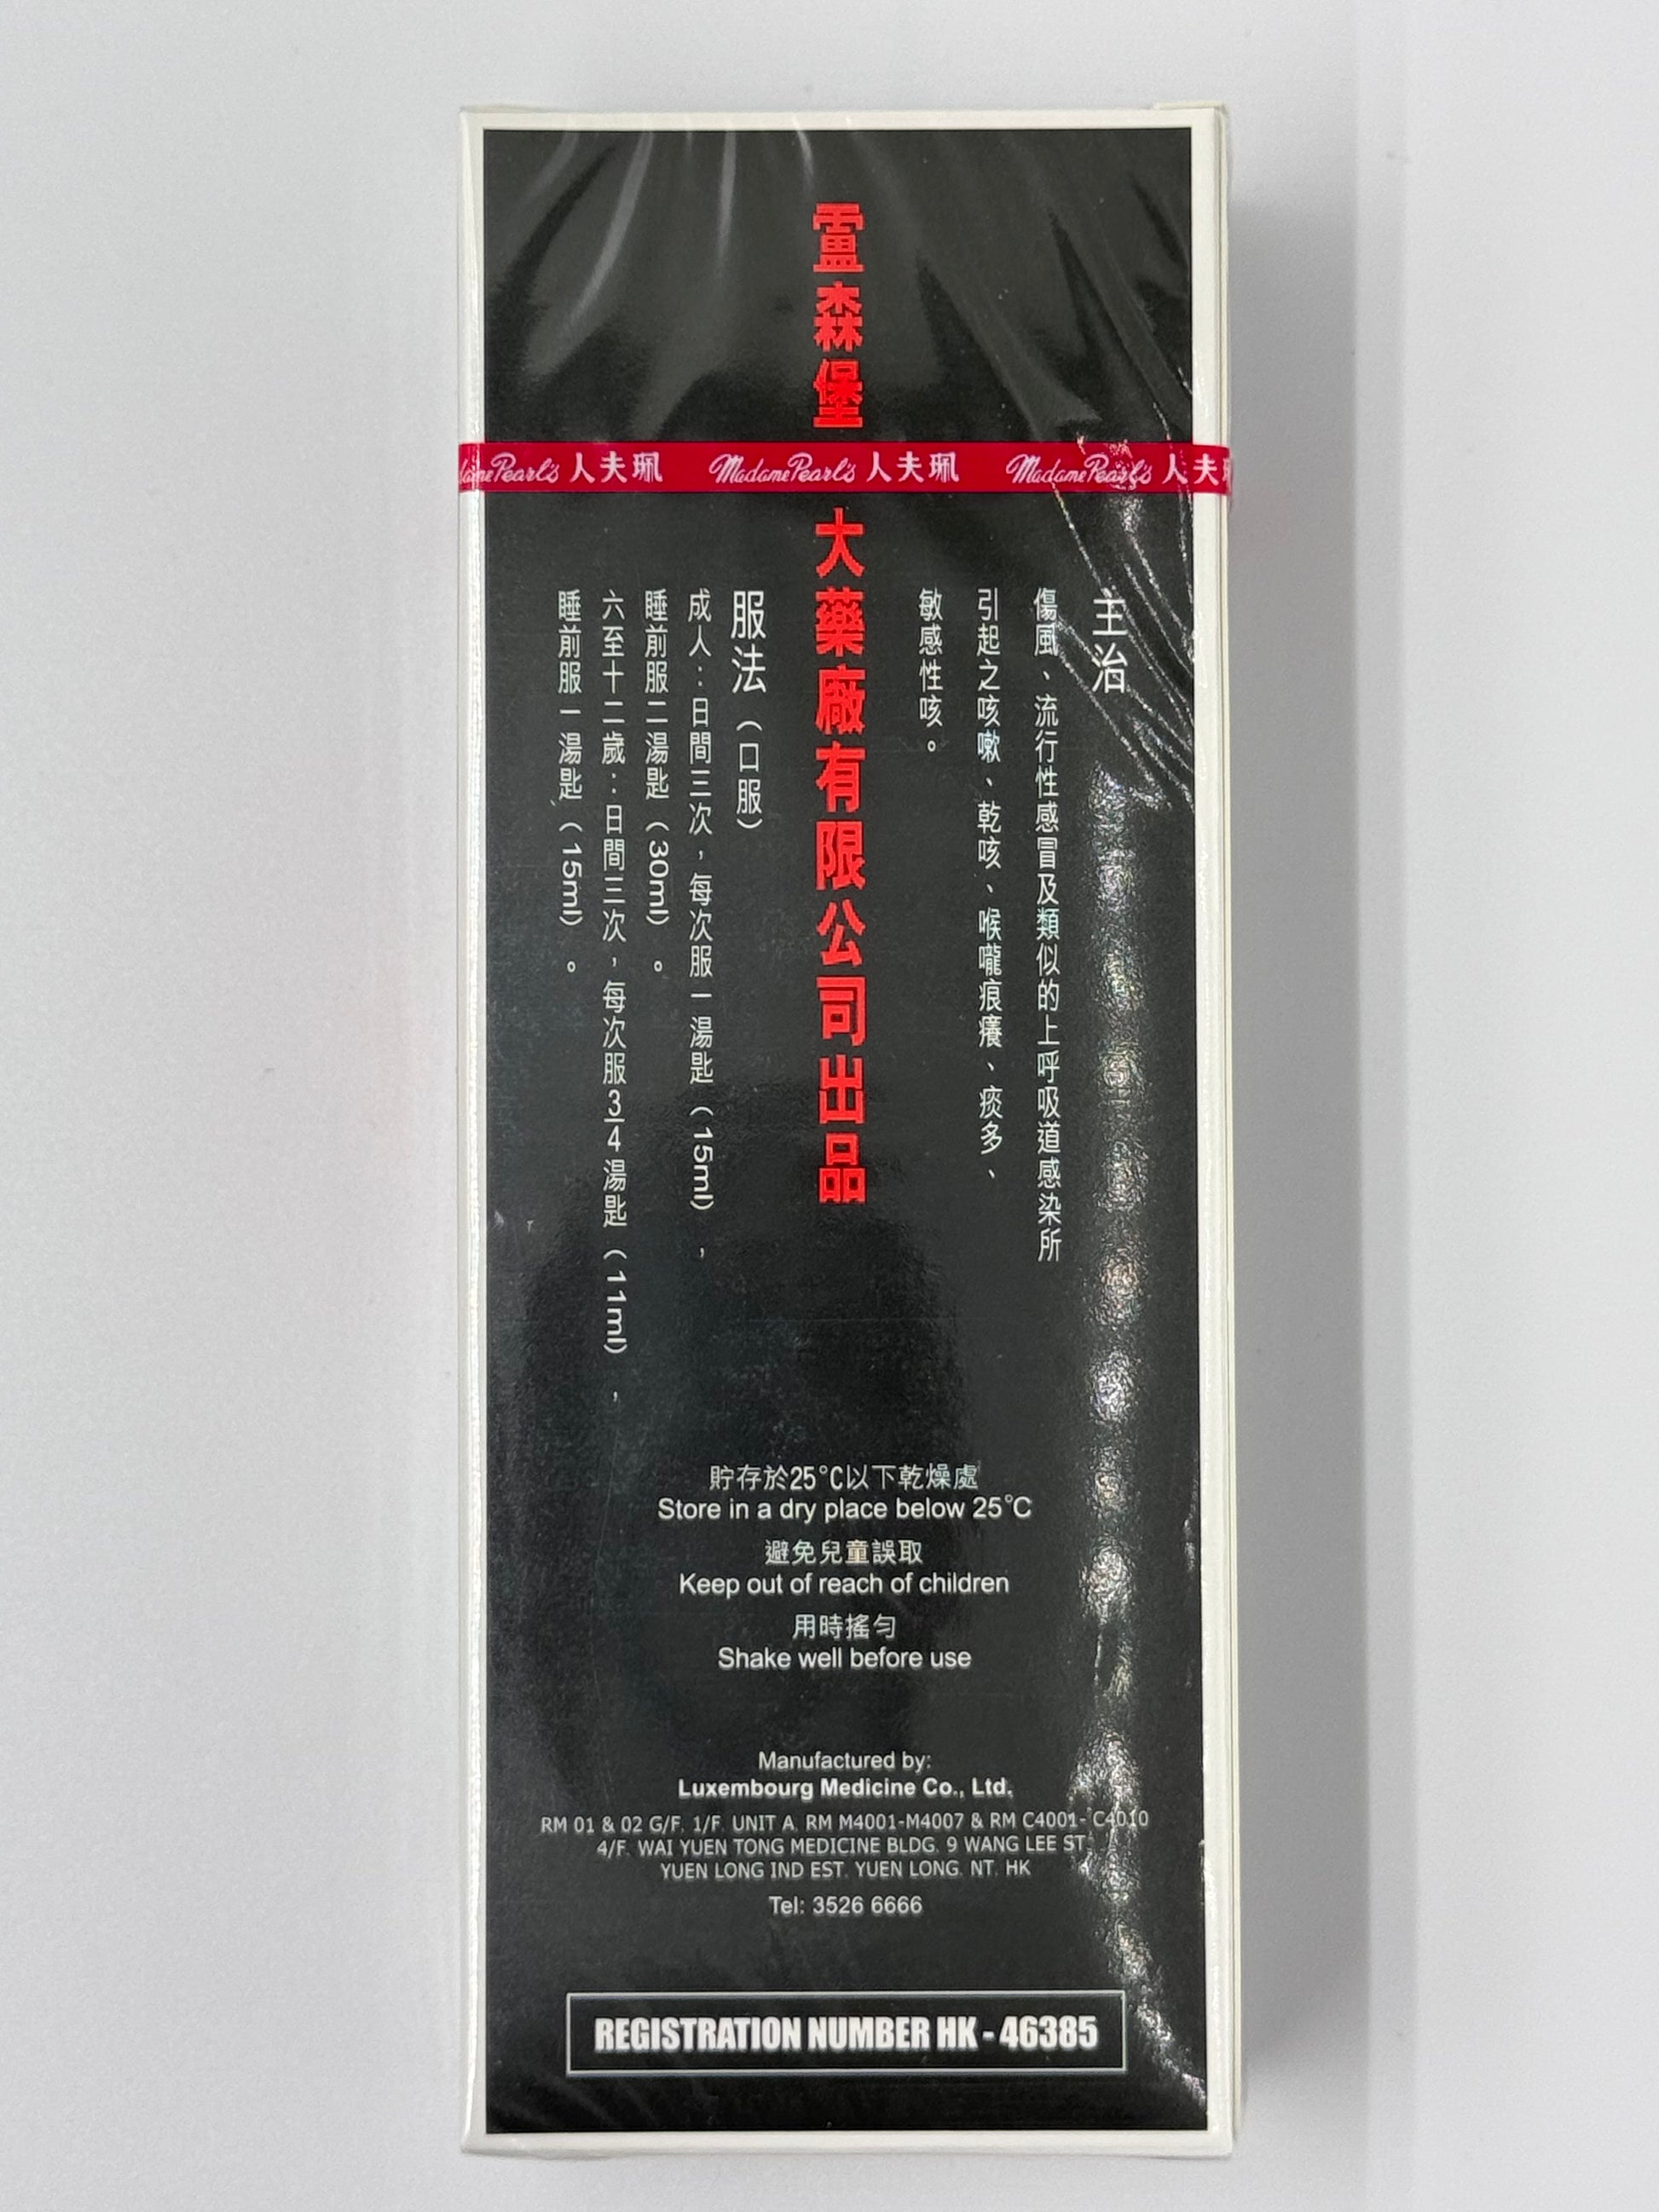 雷森堡
大藥廠有限公司出品
Madame Pearl's 人夫珮 Madame Pearl's 人夫珮 Madame Pearl's 人夫
主治
傷風、流行性感冒及類似的上呼吸道感染所
引起之咳嗽、乾咳、喉嚨痕癢、痰多、
敏感性咳。
服法（口服）
成人：日間三次，每次服一湯匙（15ml），
睡前服二湯匙（30ml）。
六至十二歲：日間三次，每次服3/4湯匙（11ml），
睡前服一湯匙（15ml）。
貯存於25°C以下乾燥處
Store in a dry place below 25°C
避免兒童誤取
Keep out of reach of children
用時搖勻
Shake well before use
Manufactured by:
Luxembourg Medicine Co., Ltd.
RM 01 & 02 G/F. 1/F. UNIT A. RM M4001-M4007 & RM C4001- C4010
4/F. WAI YUEN TONG MEDICINE BLDG. 9 WANG LEE ST.
YUEN LONG IND EST. YUEN LONG. NT. HK
Tel: 3526 6666
REGISTRATION NUMBER HK - 46385